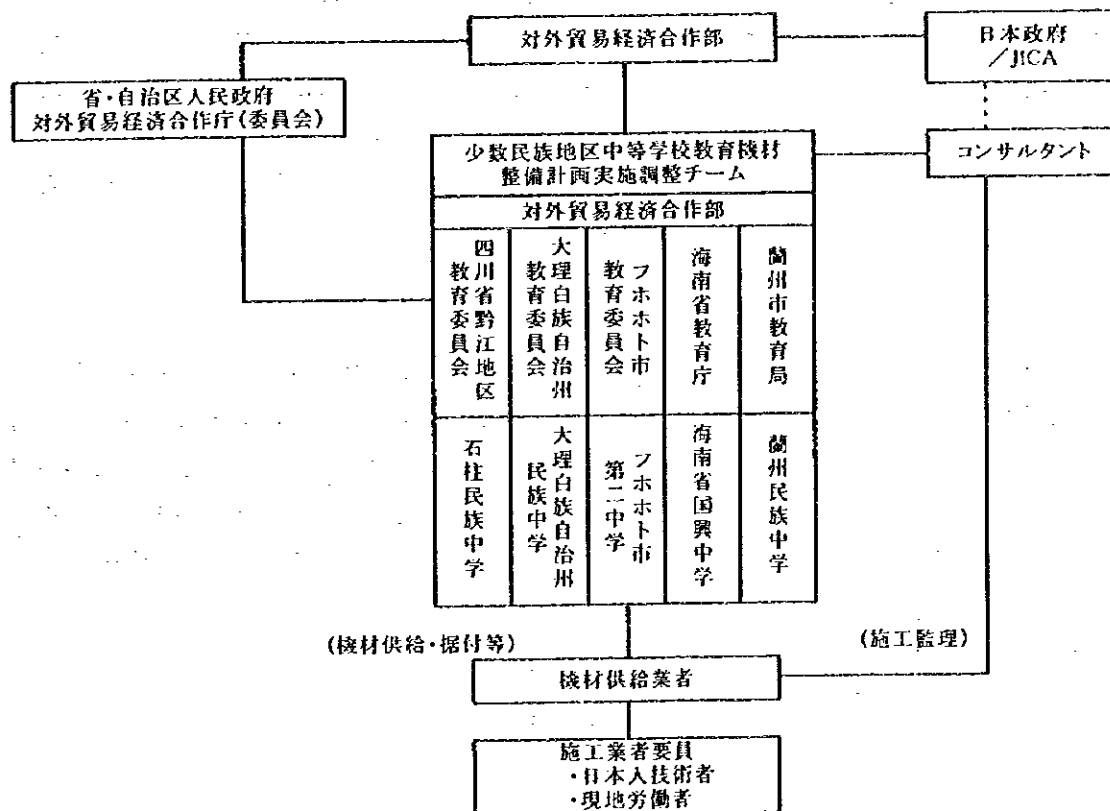 対外貿易経済合作部
日本政府
／JICA
省・自治区人民政府
対外貿易経済合作庁(委員会)
コンサルタント
少数民族地区中等学校教育機材
整備計画実施調整チーム
対外貿易経済合作部
四川省黔江地区
教育委員会
大理白族自治州
教育委員会
フホホト市
教育委員会
海南省教育庁
蘭州市教育局
石柱民族中学
大理白族自治州
民族中学
フホホト市
第二中学
海南省国興中学
蘭州民族中学
(機材供給・据付等)
(施工監理)
機材供給業者
施工業者要員
・日本人技術者
・現地労働者